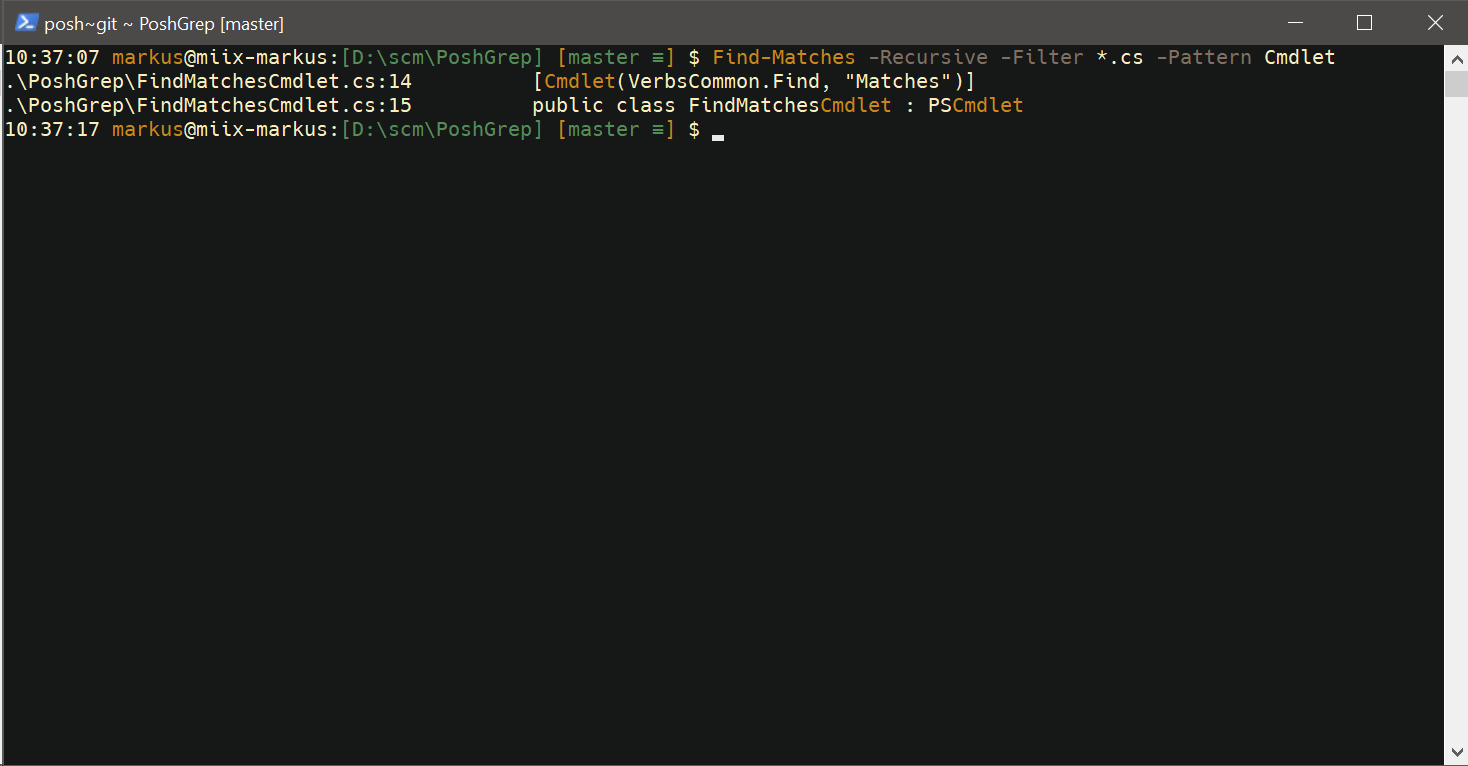 posh~git ~ PoshGrep [master]
10:37:07 markus@miix-markus:[D:\scm\PoshGrep] [master ≡] $ Find-Matches -Recursive -Filter *.cs -Pattern Cmdlet
.\PoshGrep\FindMatchesCmdlet.cs:14          [Cmdlet(VerbsCommon.Find, "Matches")]
.\PoshGrep\FindMatchesCmdlet.cs:15          public class FindMatchesCmdlet : PSCmdlet
10:37:17 markus@miix-markus:[D:\scm\PoshGrep] [master ≡] $